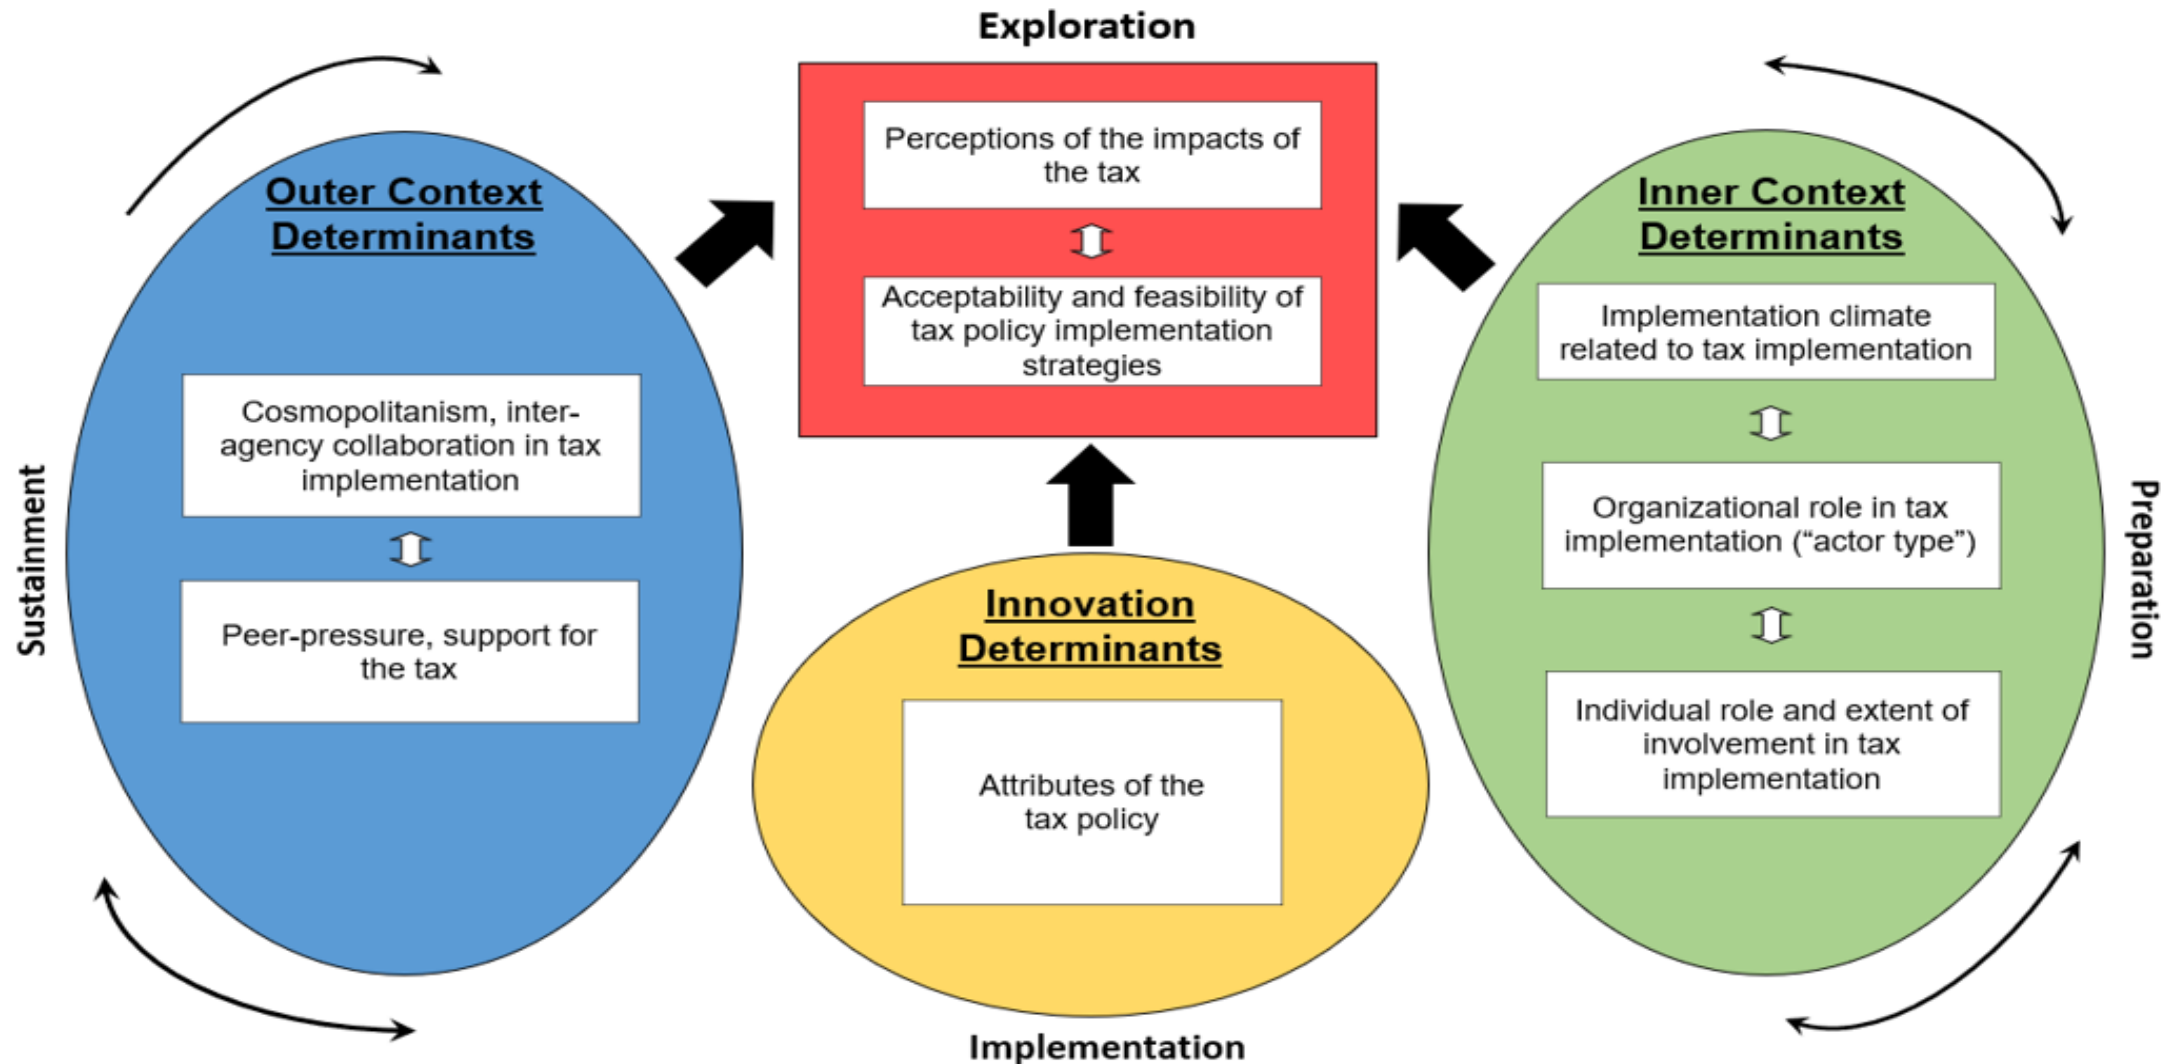 Exploration
Perceptions of the impacts of
the tax
Acceptability and feasibility of
tax policy implementation
strategies
Outer Context
Determinants
Cosmopolitanism, inter-
agency collaboration in tax
implementation
Peer-pressure, support for
the tax
Sustainment
Innovation
Determinants
Attributes of the
tax policy
Implementation
Inner Context
Determinants
Implementation climate
related to tax implementation
Organizational role in tax
implementation (“actor type”)
Individual role and extent of
involvement in tax
implementation
Preparation